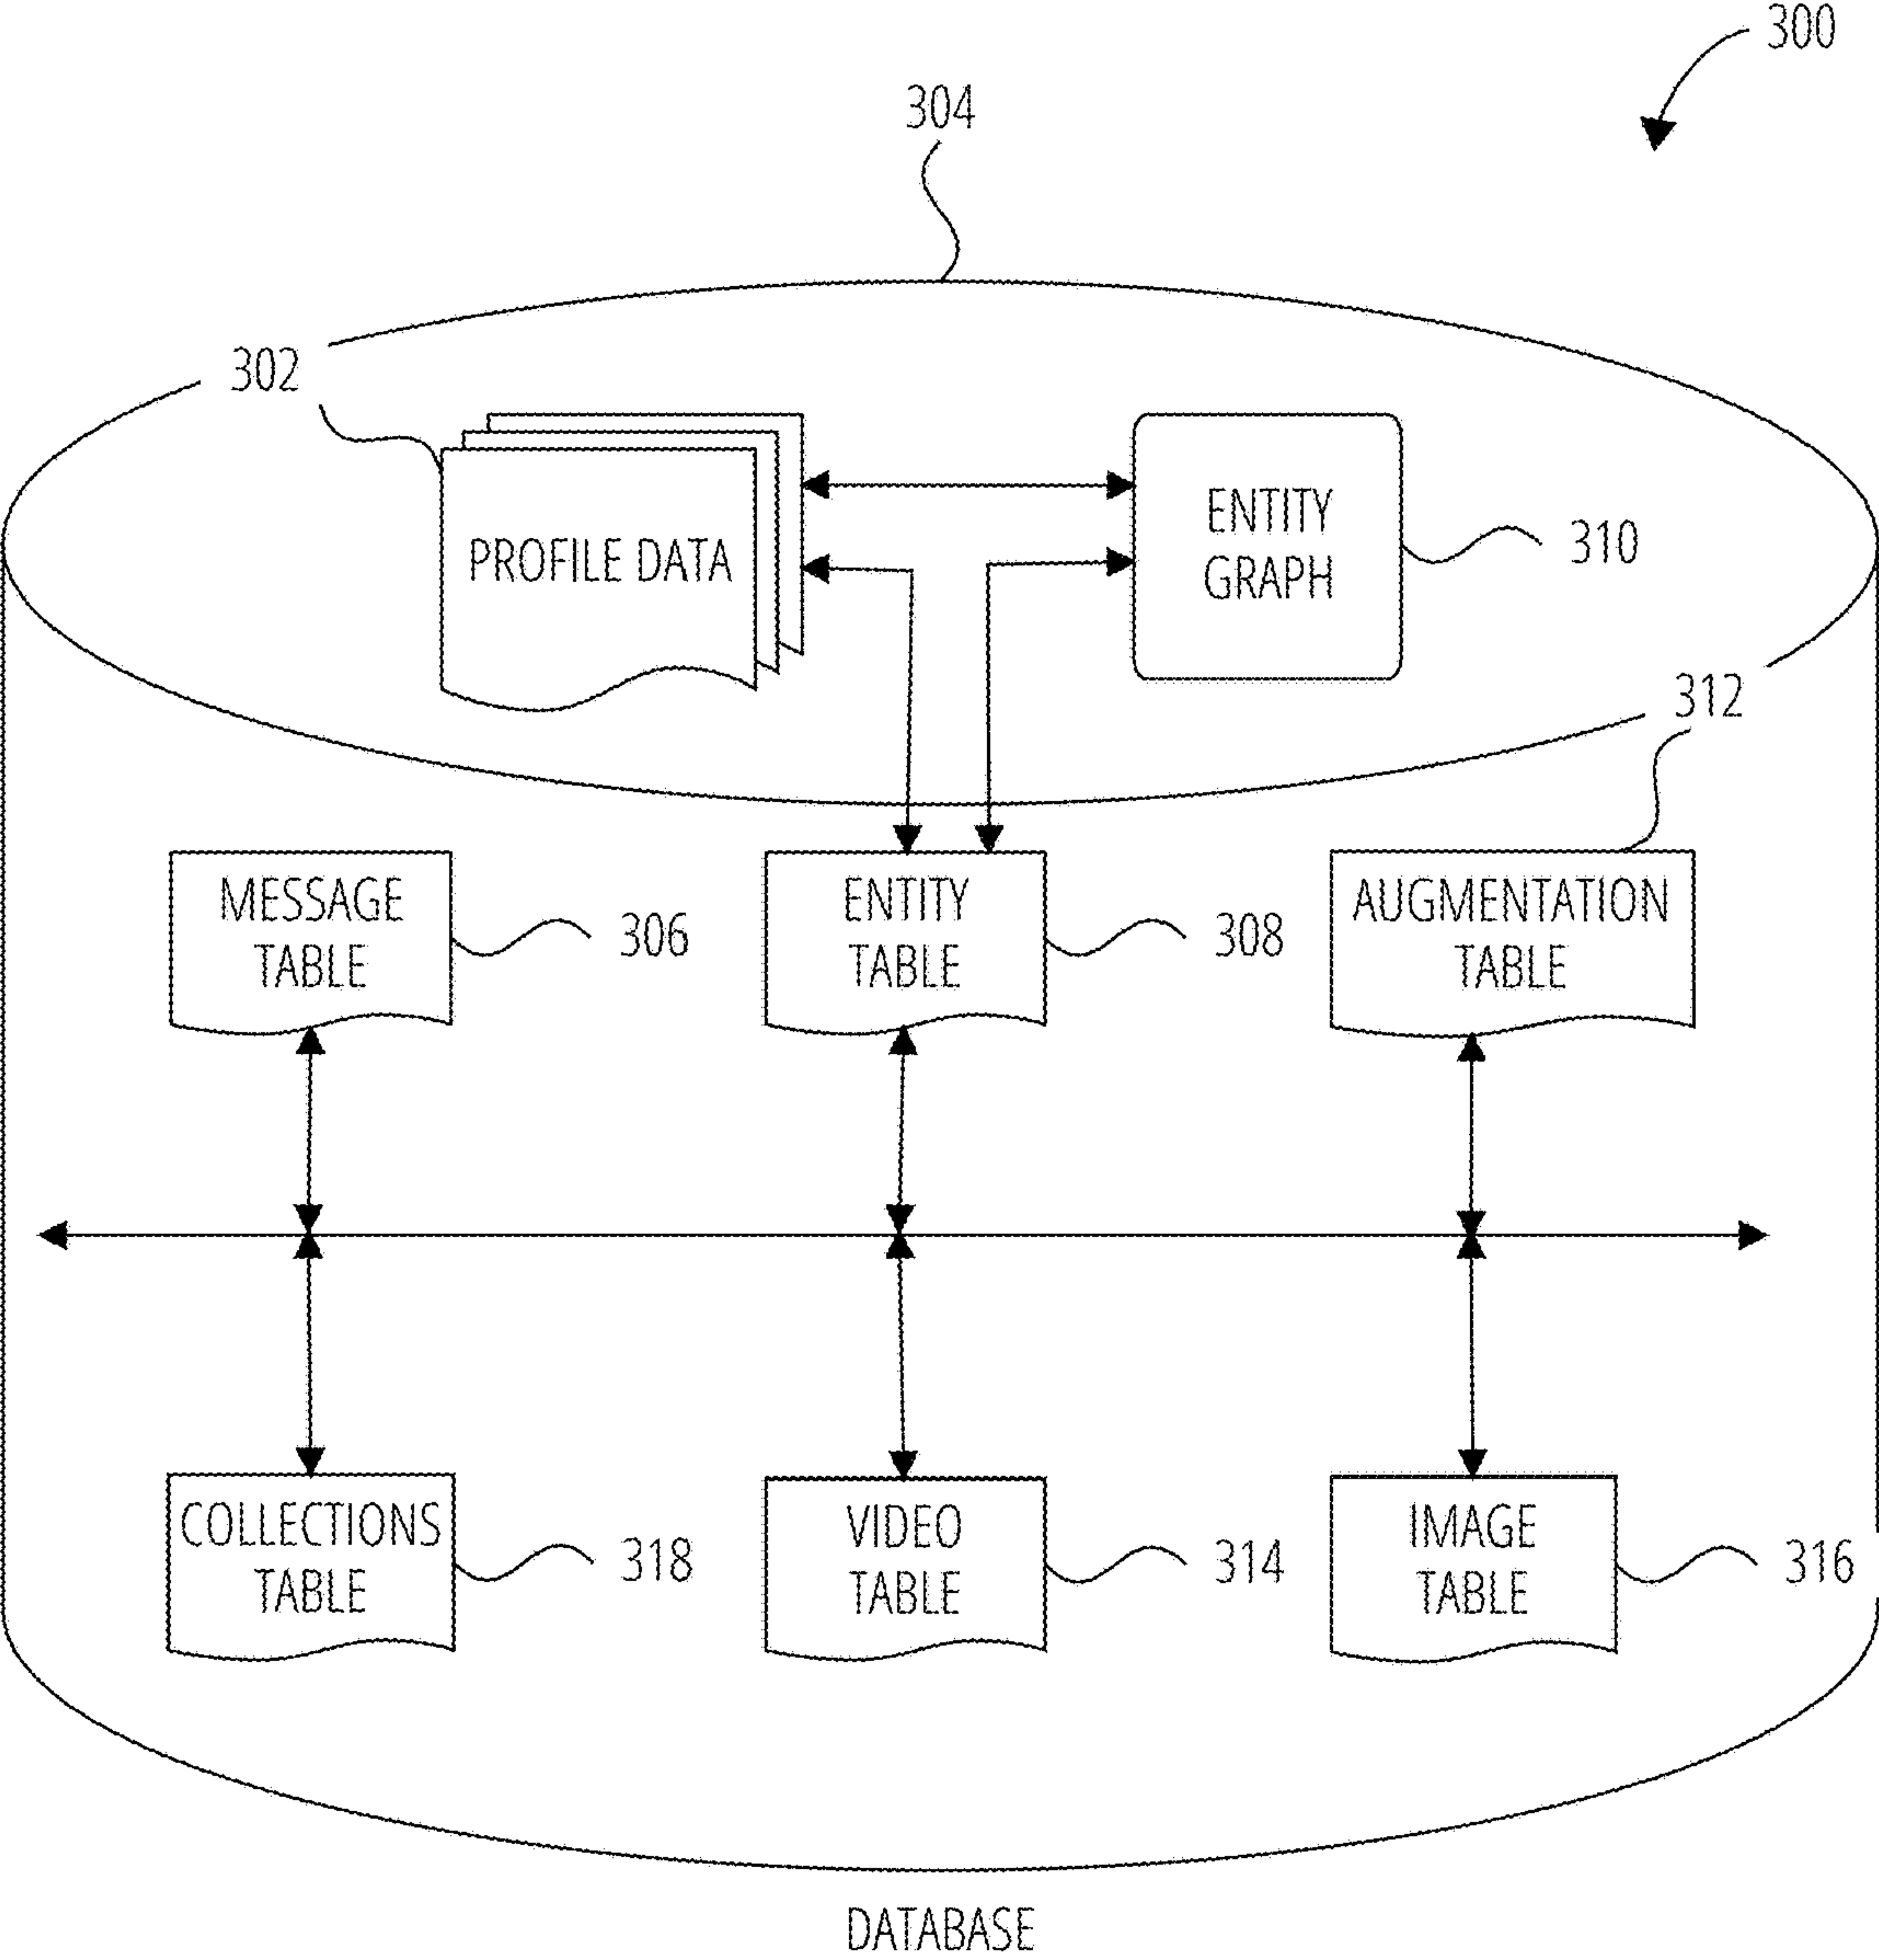 300
304
302
PROFILE DATA
ENTITY
GRAPH
310
312
MESSAGE
TABLE
306
ENTITY
TABLE
308
AUGMENTATION
TABLE
COLLECTIONS
TABLE
318
VIDEO
TABLE
314
IMAGE
TABLE
316
DATABASE